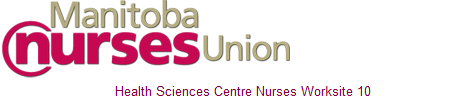 Manitoba
nurses Union
Health Sciences Centre Nurses Worksite 10